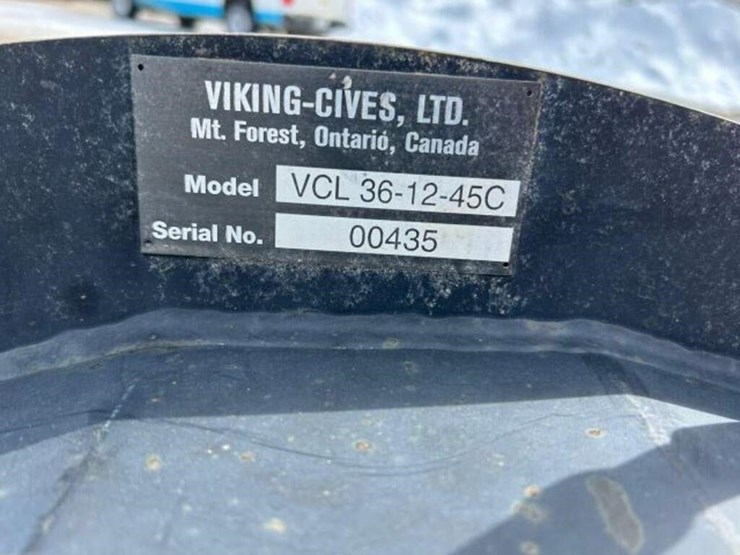 VIKING-CIVES, LTD.
Mt. Forest, Ontario, Canada
Model VCL 36-12-45C
Serial No. 00435